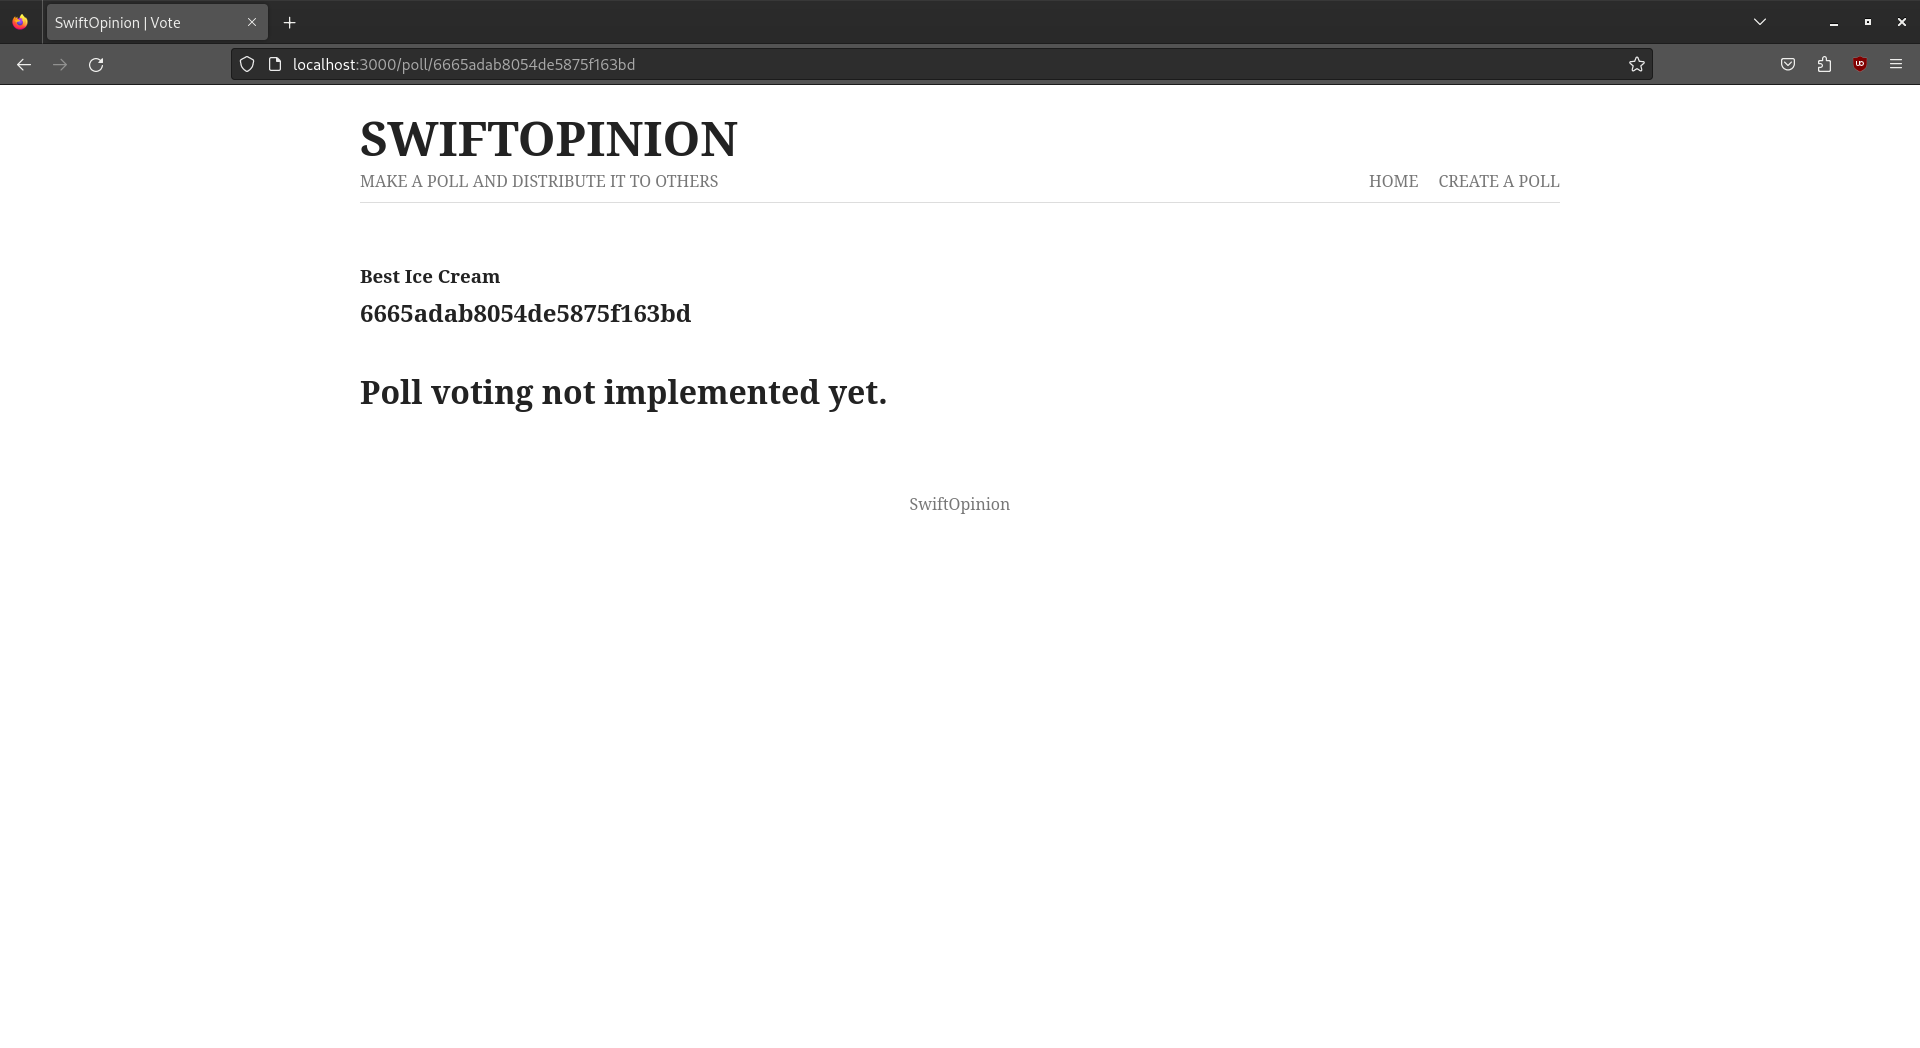 SwiftOpinion | Vote
localhost:3000/poll/6665adab8054de5875f163bd
SWIFTOPINION
MAKE A POLL AND DISTRIBUTE IT TO OTHERS
HOME CREATE A POLL
Best Ice Cream
6665adab8054de5875f163bd
Poll voting not implemented yet.
SwiftOpinion